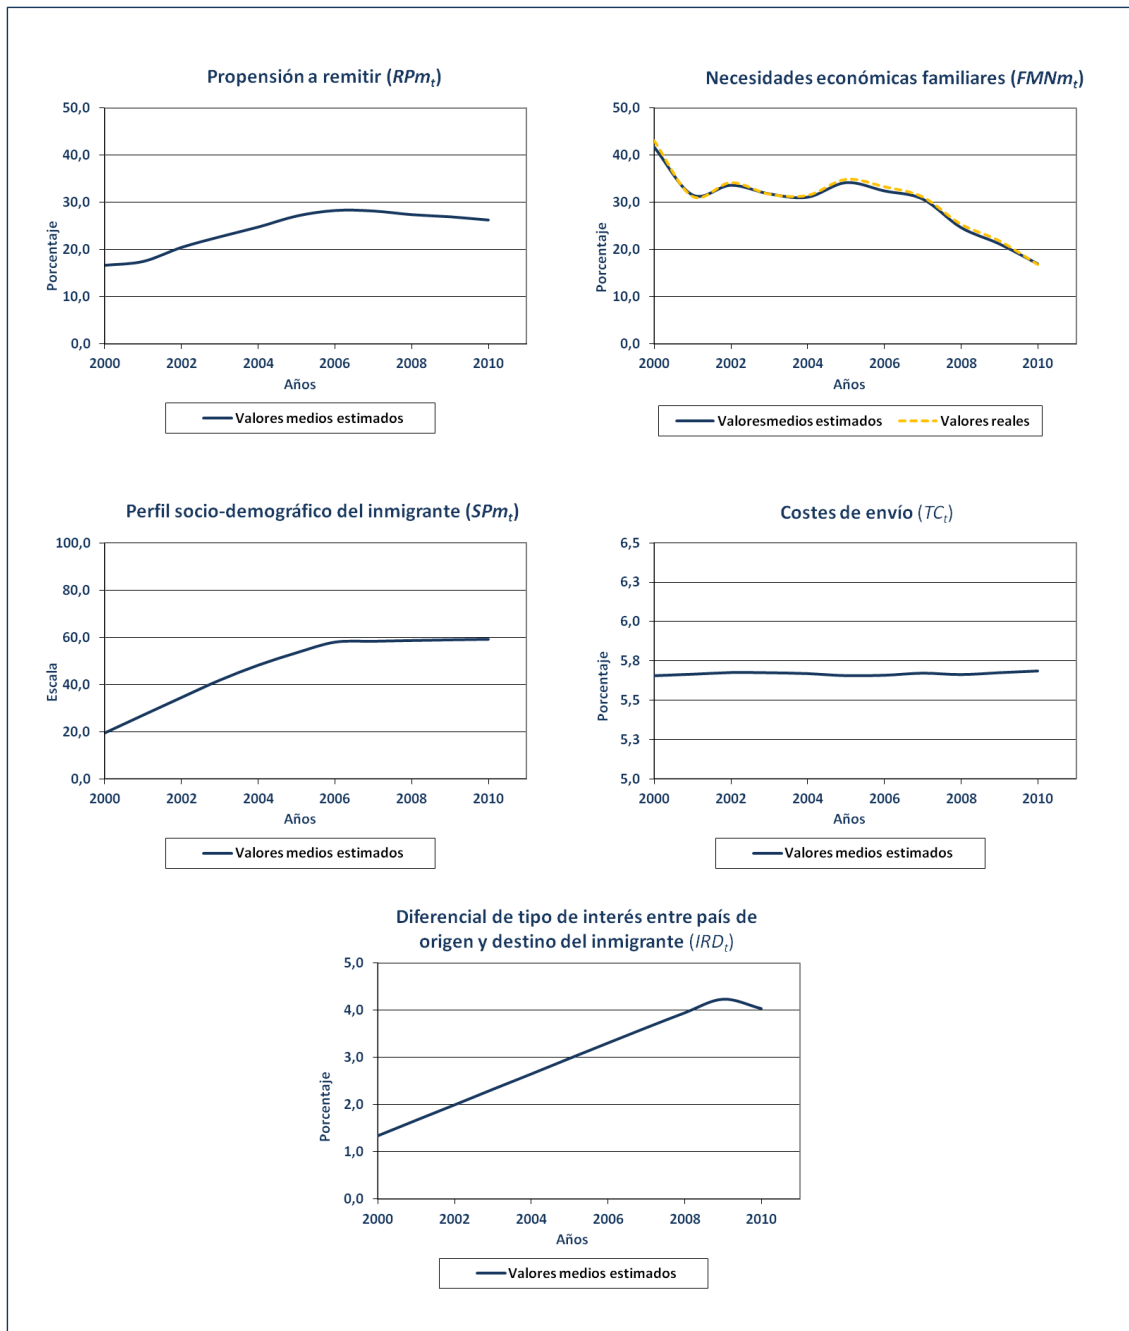 Propensión a remitir (RPm_t)
50,0
40,0
30,0
20,0
10,0
0,0
Porcentaje
2000 2002 2004 2006 2008 2010
Años
Valores medios estimados
Necesidades económicas familiares (FMNm_t)
50,0
40,0
30,0
20,0
10,0
0,0
Porcentaje
2000 2002 2004 2006 2008 2010
Años
Valoresmedios estimados Valores reales
Perfil socio-demográfico del inmigrante (SPm_t)
100,0
80,0
60,0
40,0
20,0
0,0
Escala
2000 2002 2004 2006 2008 2010
Años
Valores medios estimados
Costes de envío (TC_t)
6,5
6,3
6,0
5,8
5,5
5,3
5,0
Porcentaje
2000 2002 2004 2006 2008 2010
Años
Valores medios estimados
Diferencial de tipo de interés entre país de
origen y destino del inmigrante (IRD_t)
5,0
4,0
3,0
2,0
1,0
0,0
Porcentaje
2000 2002 2004 2006 2008 2010
Años
Valores medios estimados